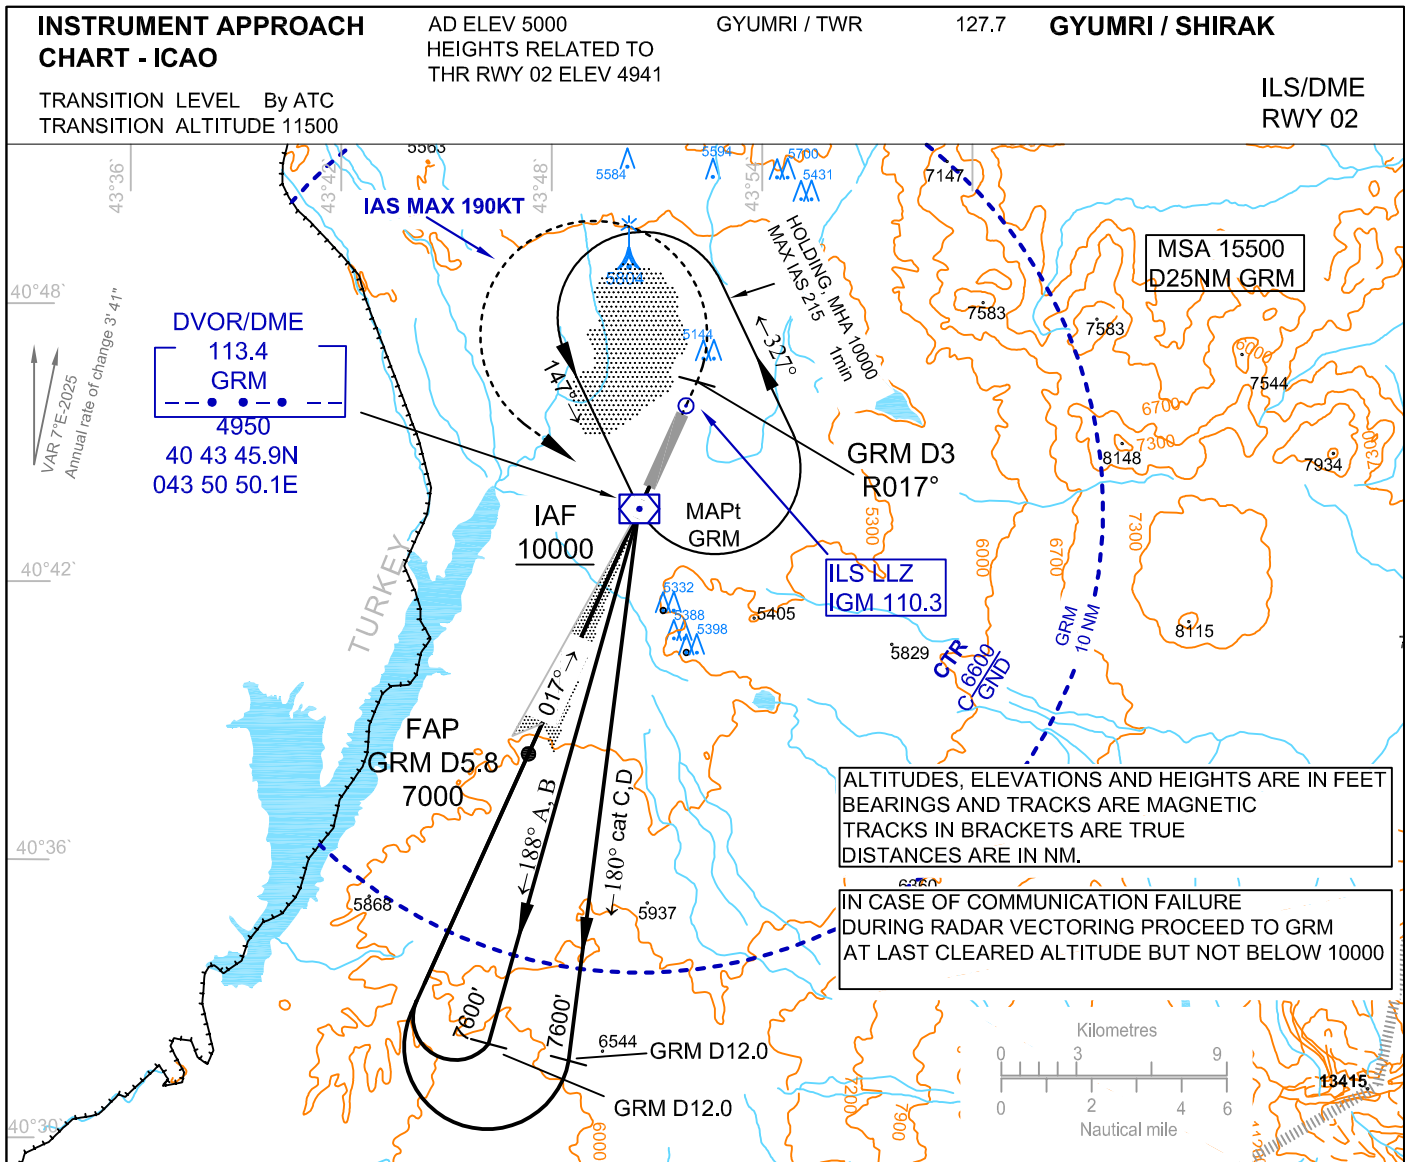 INSTRUMENT APPROACH
CHART - ICAO
TRANSITION LEVEL By ATC
TRANSITION ALTITUDE 11500
AD ELEV 5000
HEIGHTS RELATED TO
THR RWY 02 ELEV 4941
GYUMRI / TWR
127.7
GYUMRI / SHIRAK
ILS/DME
RWY 02
43°36`
43°42`
43°48`
43°54`
5563
5584
5594
5700
5431
7147
IAS MAX 190KT
HOLDING, MHA 10000
MAX IAS 215
1min
MSA 15500
D25NM GRM
40°48`
VAR 7°E-2025
Annual rate of change 3' 41"
DVOR/DME
113.4
GRM
4950
40 43 45.9N
043 50 50.1E
5804
5144
←327°
147°→
7583
7583
6000
7544
6700
7300
8148
7934
7300
GRM D3
R017°
IAF
10000
MAPt
GRM
5300
6000
6700
7300
ILS LLZ
IGM 110.3
40°42`
TURKEY
5332
5388
5398
5405
5829
8115
GRM
10 NM
CTR
C 6600
GND
017°→
FAP
GRM D5.8
7000
←188° A, B
←180° cat C,D
ALTITUDES, ELEVATIONS AND HEIGHTS ARE IN FEET
BEARINGS AND TRACKS ARE MAGNETIC
TRACKS IN BRACKETS ARE TRUE
DISTANCES ARE IN NM.
40°36`
5868
5937
IN CASE OF COMMUNICATION FAILURE
DURING RADAR VECTORING PROCEED TO GRM
AT LAST CLEARED ALTITUDE BUT NOT BELOW 10000
7600'
7600'
6544
GRM D12.0
GRM D12.0
Kilometres
0 3 9
0 2 4 6
Nautical mile
13415
7200
7900
6000
40°30`